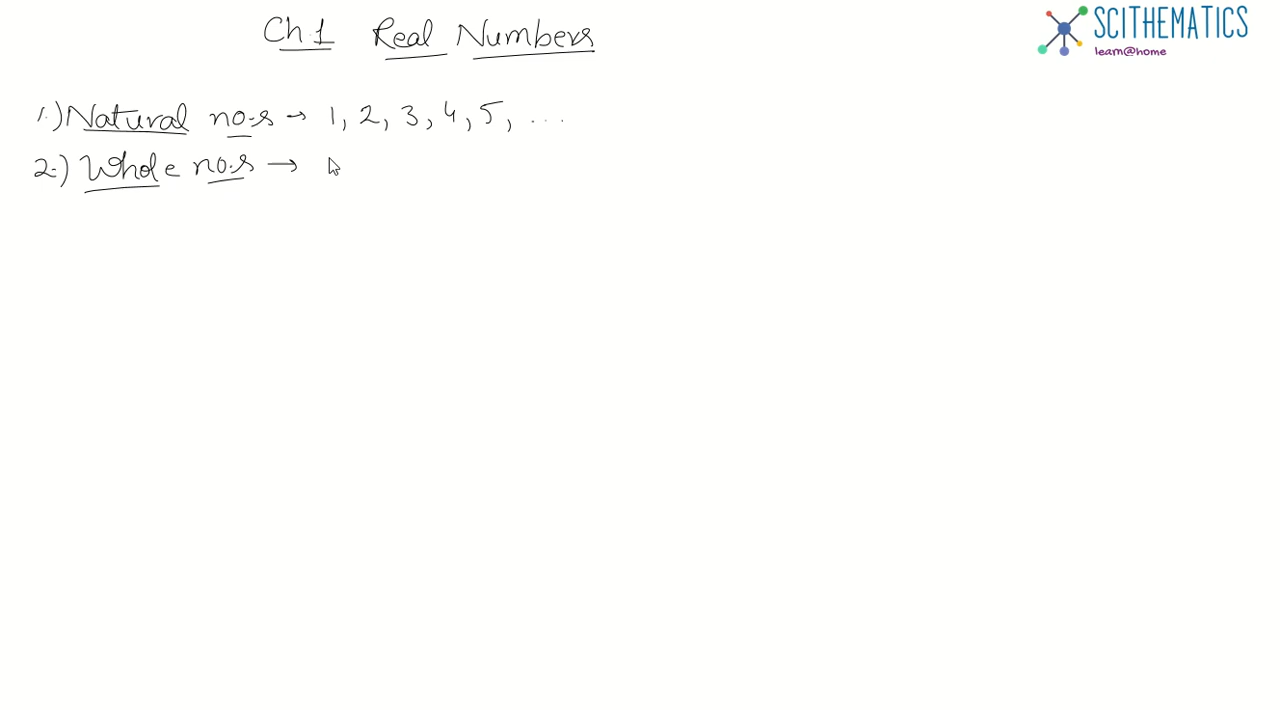 Ch.1 Real Numbers
SCITHEMATICS
learn@home
1.) Natural no.s → 1, 2, 3, 4, 5, ...
2.) Whole no.s →